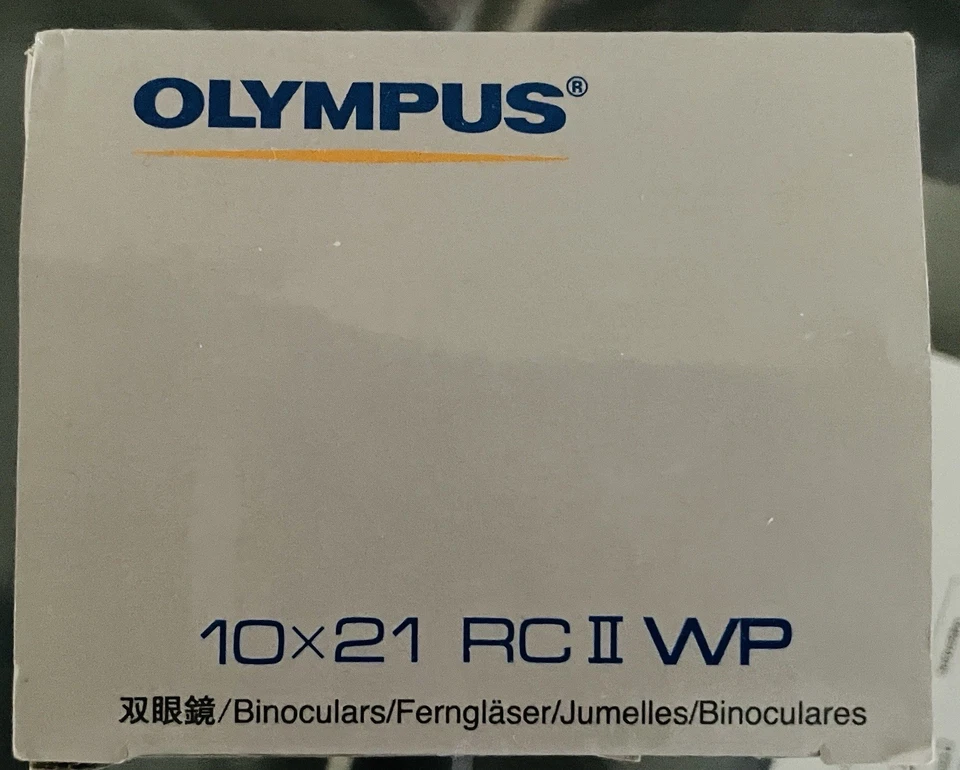 OLYMPUS®
10×21 RC II WP
双眼鏡/Binoculars/Ferngläser/Jumelles/Binoculares